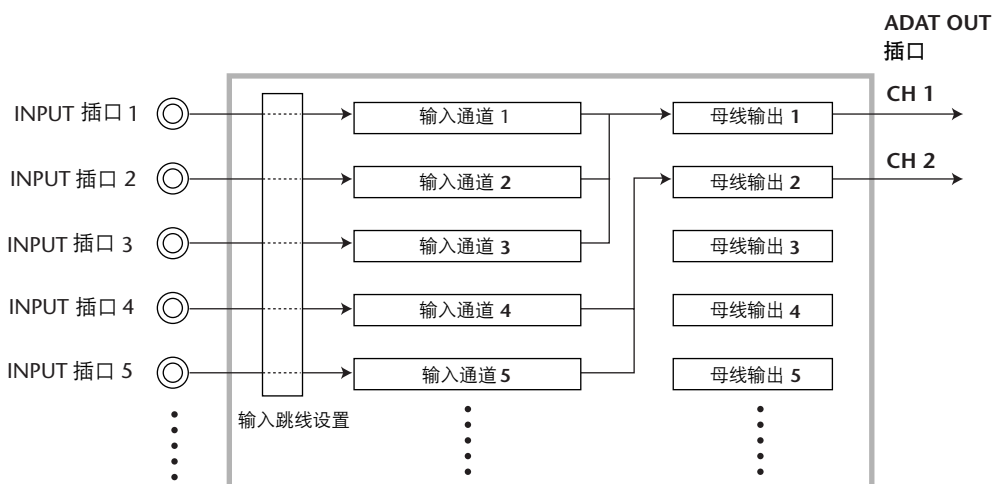 ADAT OUT
插口
INPUT 插口 1
输入通道 1
母线输出 1
CH 1
INPUT 插口 2
输入通道 2
母线输出 2
CH 2
INPUT 插口 3
输入通道 3
母线输出 3
INPUT 插口 4
输入通道 4
母线输出 4
INPUT 插口 5
输入通道 5
母线输出 5
输入跳线设置